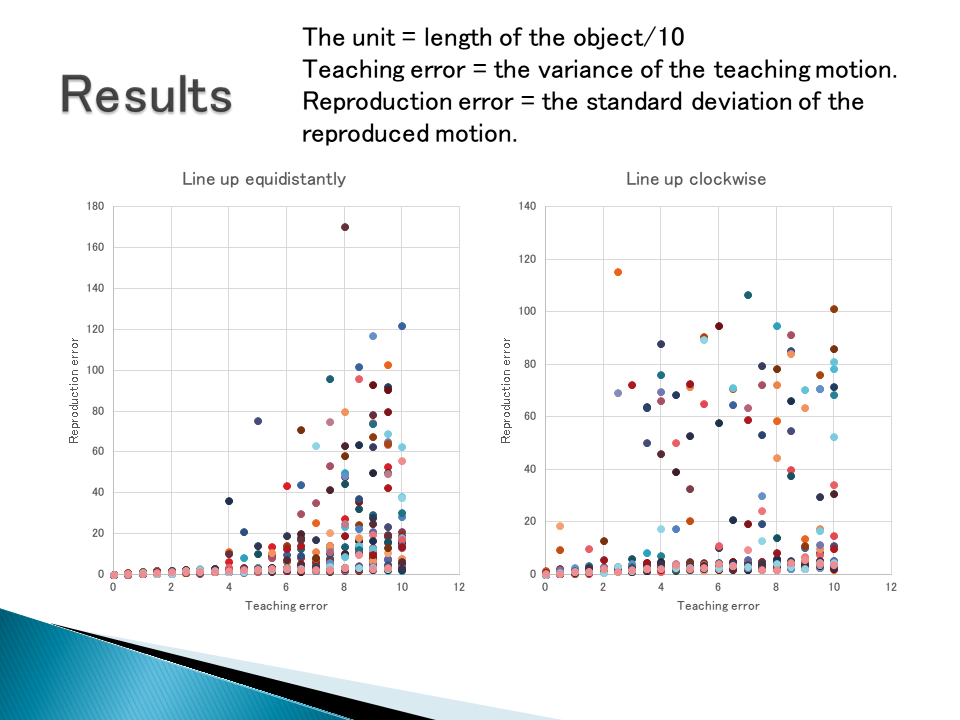 The unit = length of the object/10
Teaching error = the variance of the teaching motion.
Reproduction error = the standard deviation of the
reproduced motion.
Results
Line up equidistantly
180
160
140
120
100
80
60
40
20
0
0 2 4 6 8 10 12
Reproduction error
Teaching error
Line up clockwise
140
120
100
80
60
40
20
0
0 2 4 6 8 10 12
Reproduction error
Teaching error